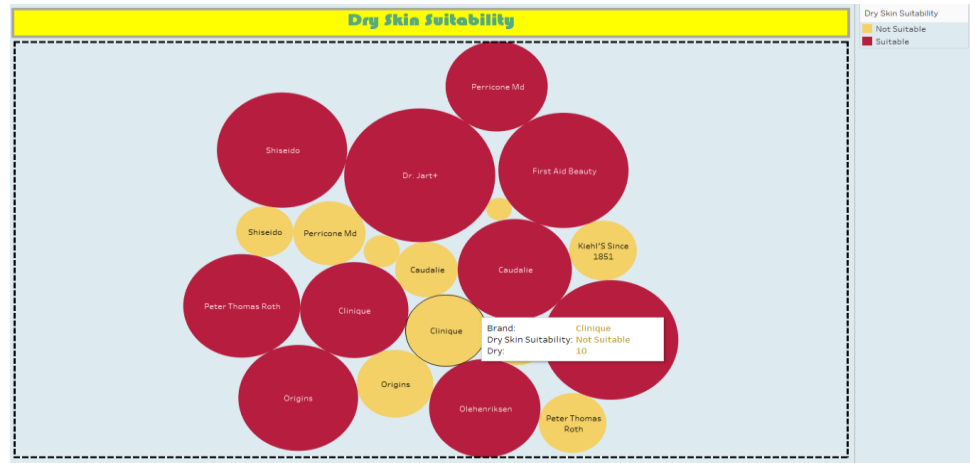 Dry Skin Suitability
Dry Skin Suitability
Not Suitable
Suitable
Perricone Md
Shiseido
Dr. Jart+
First Aid Beauty
Shiseido
Perricone Md
Kiehl'S Since
1851
Caudalie
Caudalie
Peter Thomas Roth
Clinique
Clinique
Brand: Clinique
Dry Skin Suitability: Not Suitable
Dry: 10
Origins
Origins
Olehenriksen
Peter Thomas
Roth